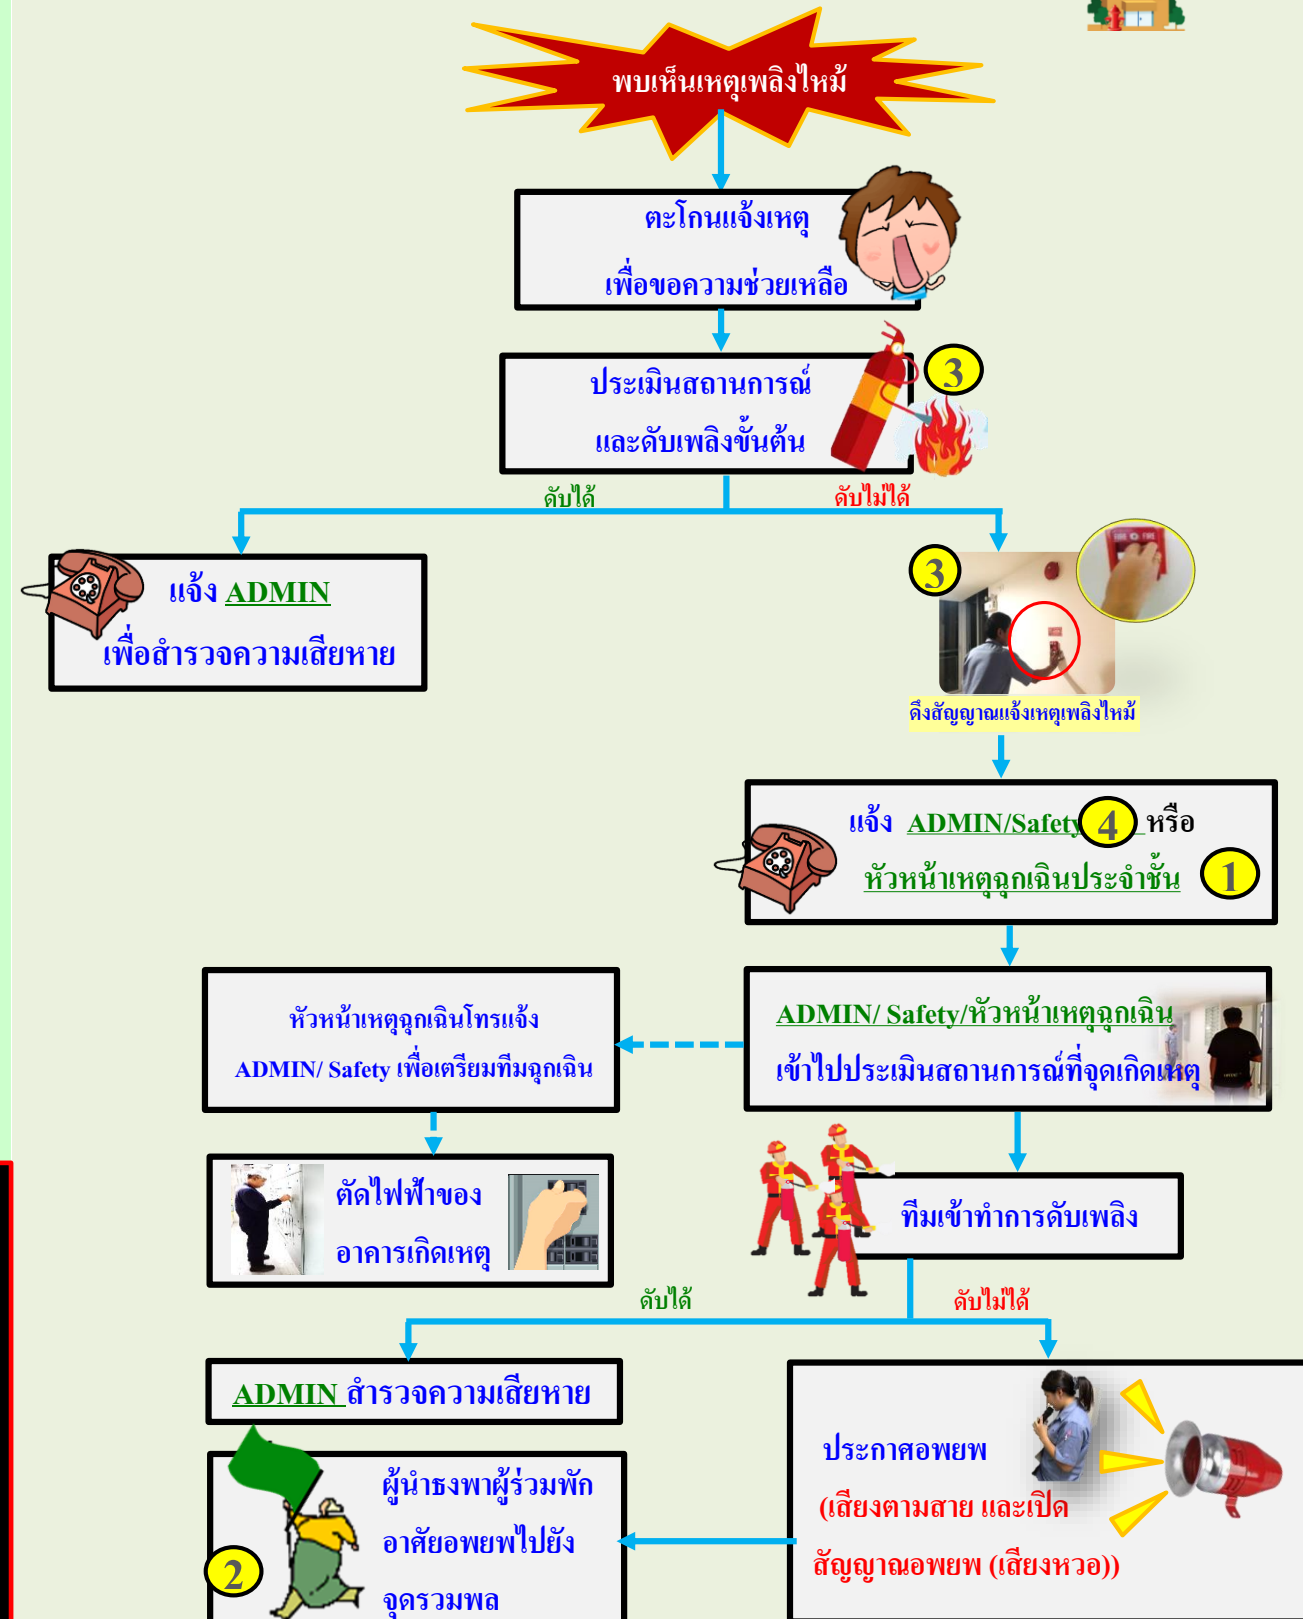 พบเห็นเหตุเพลิงไหม้
ตะโกนแจ้งเหตุ
เพื่อขอความช่วยเหลือ
ประเมินสถานการณ์
และดับเพลิงขั้นต้น
3
ดับได้
ดับไม่ได้
แจ้ง ADMIN
เพื่อสำรวจความเสียหาย
3
FIRE FIRE
ดึงสัญญาณแจ้งเหตุเพลิงไหม้
แจ้ง ADMIN/Safety 4 หรือ
หัวหน้าเหตุฉุกเฉินประจำชั้น 1
หัวหน้าเหตุฉุกเฉินโทรแจ้ง
ADMIN/ Safety เพื่อเตรียมทีมฉุกเฉิน
ADMIN/ Safety/หัวหน้าเหตุฉุกเฉิน
เข้าไปประเมินสถานการณ์ที่จุดเกิดเหตุ
ตัดไฟฟ้าของ
อาคารเกิดเหตุ
ทีมเข้าทำการดับเพลิง
ดับได้
ดับไม่ได้
ADMIN สำรวจความเสียหาย
ประกาศอพยพ
(เสียงตามสาย และเปิด
สัญญาณอพยพ (เสียงหวอ))
ผู้นำธงพาผู้ร่วมพัก
อาศัยอพยพไปยัง
จุดรวมพล
2